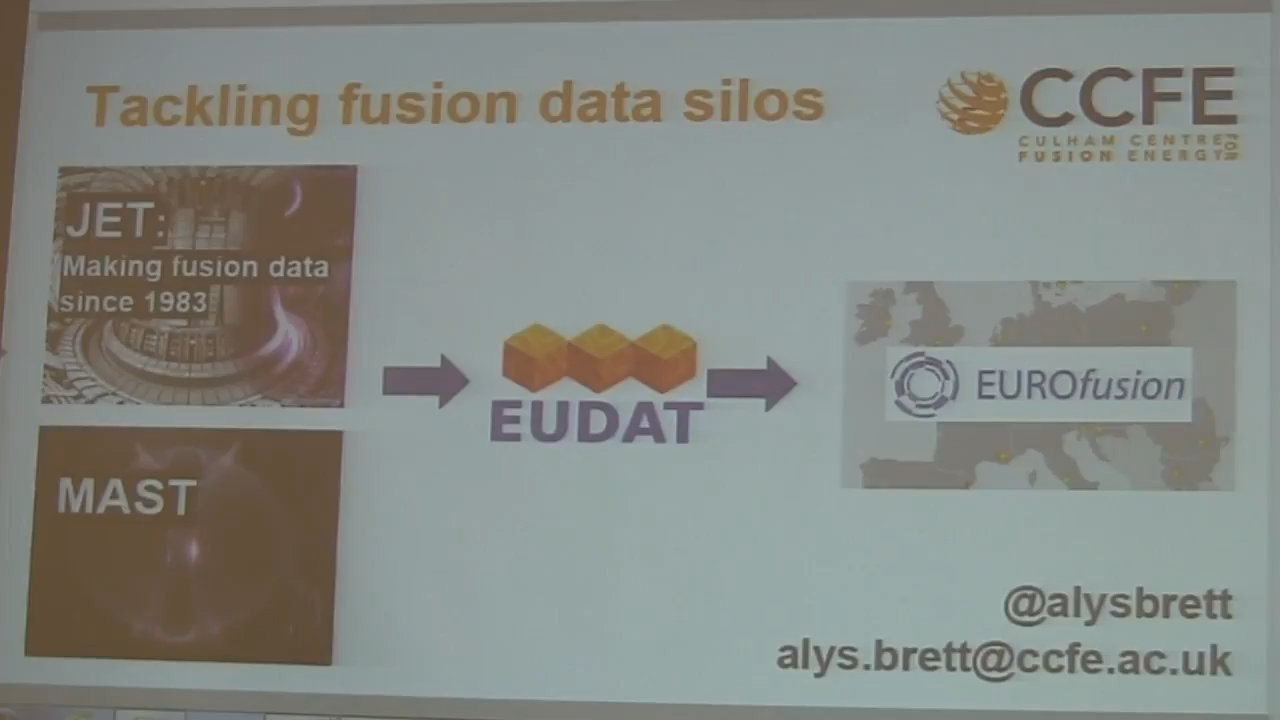 Tackling fusion data silos
CCFE
CULHAM CENTRE FOR
FUSION ENERGY
JET:
Making fusion data
since 1983
EUDAT
EUROfusion
MAST
@alysbrett
alys.brett@ccfe.ac.uk